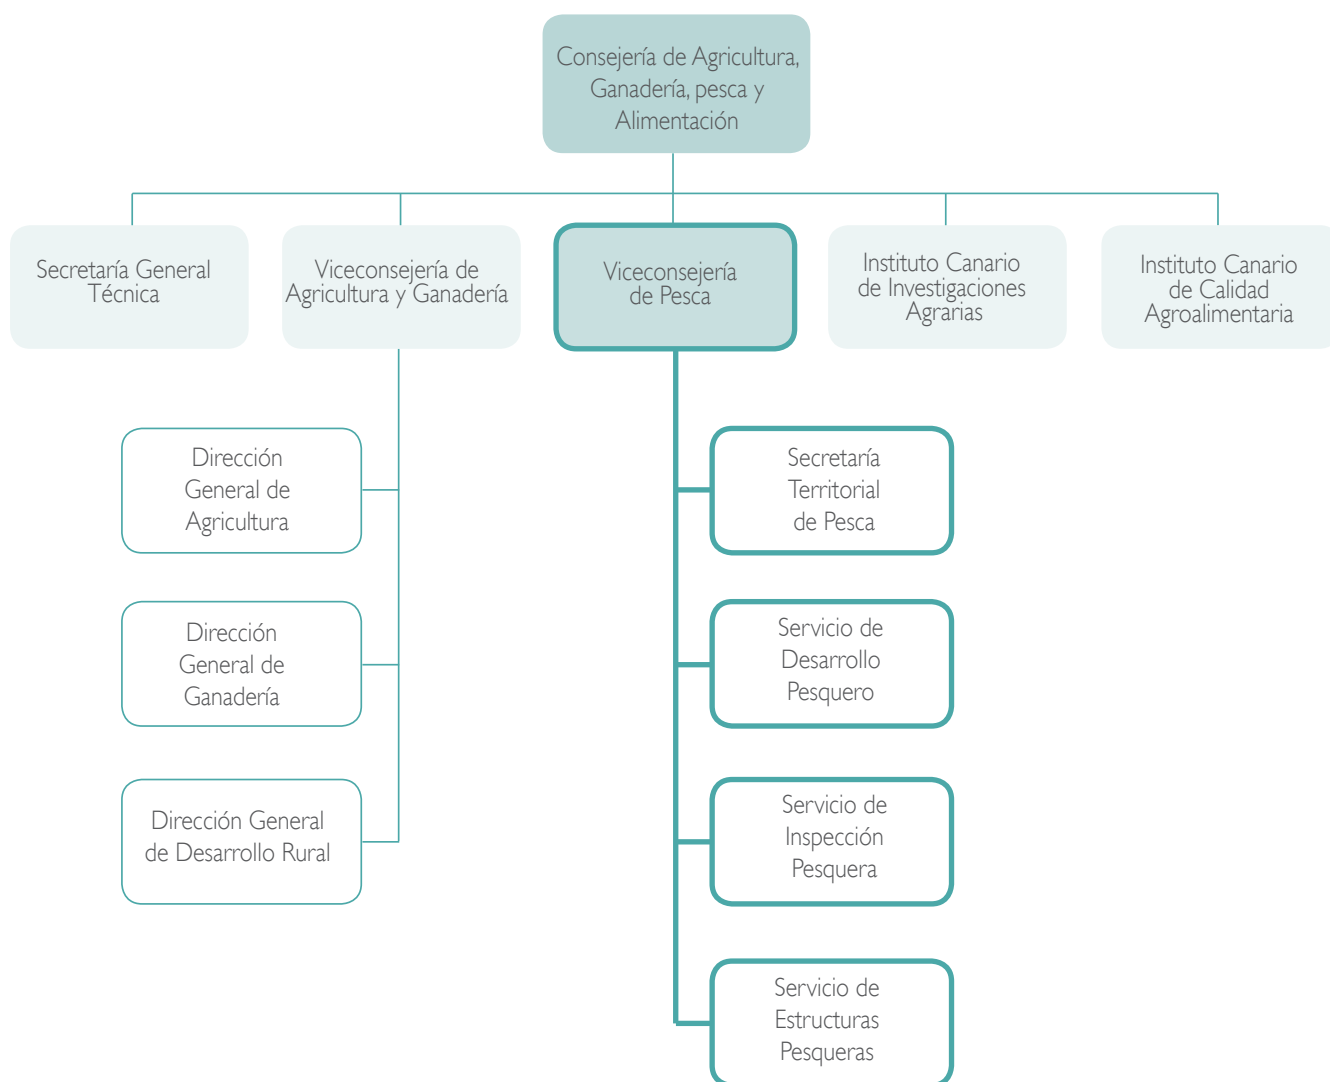 Consejería de Agricultura,
Ganadería, pesca y
Alimentación
Secretaría General
Técnica
Viceconsejería de
Agricultura y Ganadería
Viceconsejería
de Pesca
Instituto Canario
de Investigaciones
Agrarias
Instituto Canario
de Calidad
Agroalimentaria
Dirección
General de
Agricultura
Dirección
General de
Ganadería
Dirección General
de Desarrollo Rural
Secretaría
Territorial
de Pesca
Servicio de
Desarrollo
Pesquero
Servicio de
Inspección
Pesquera
Servicio de
Estructuras
Pesqueras